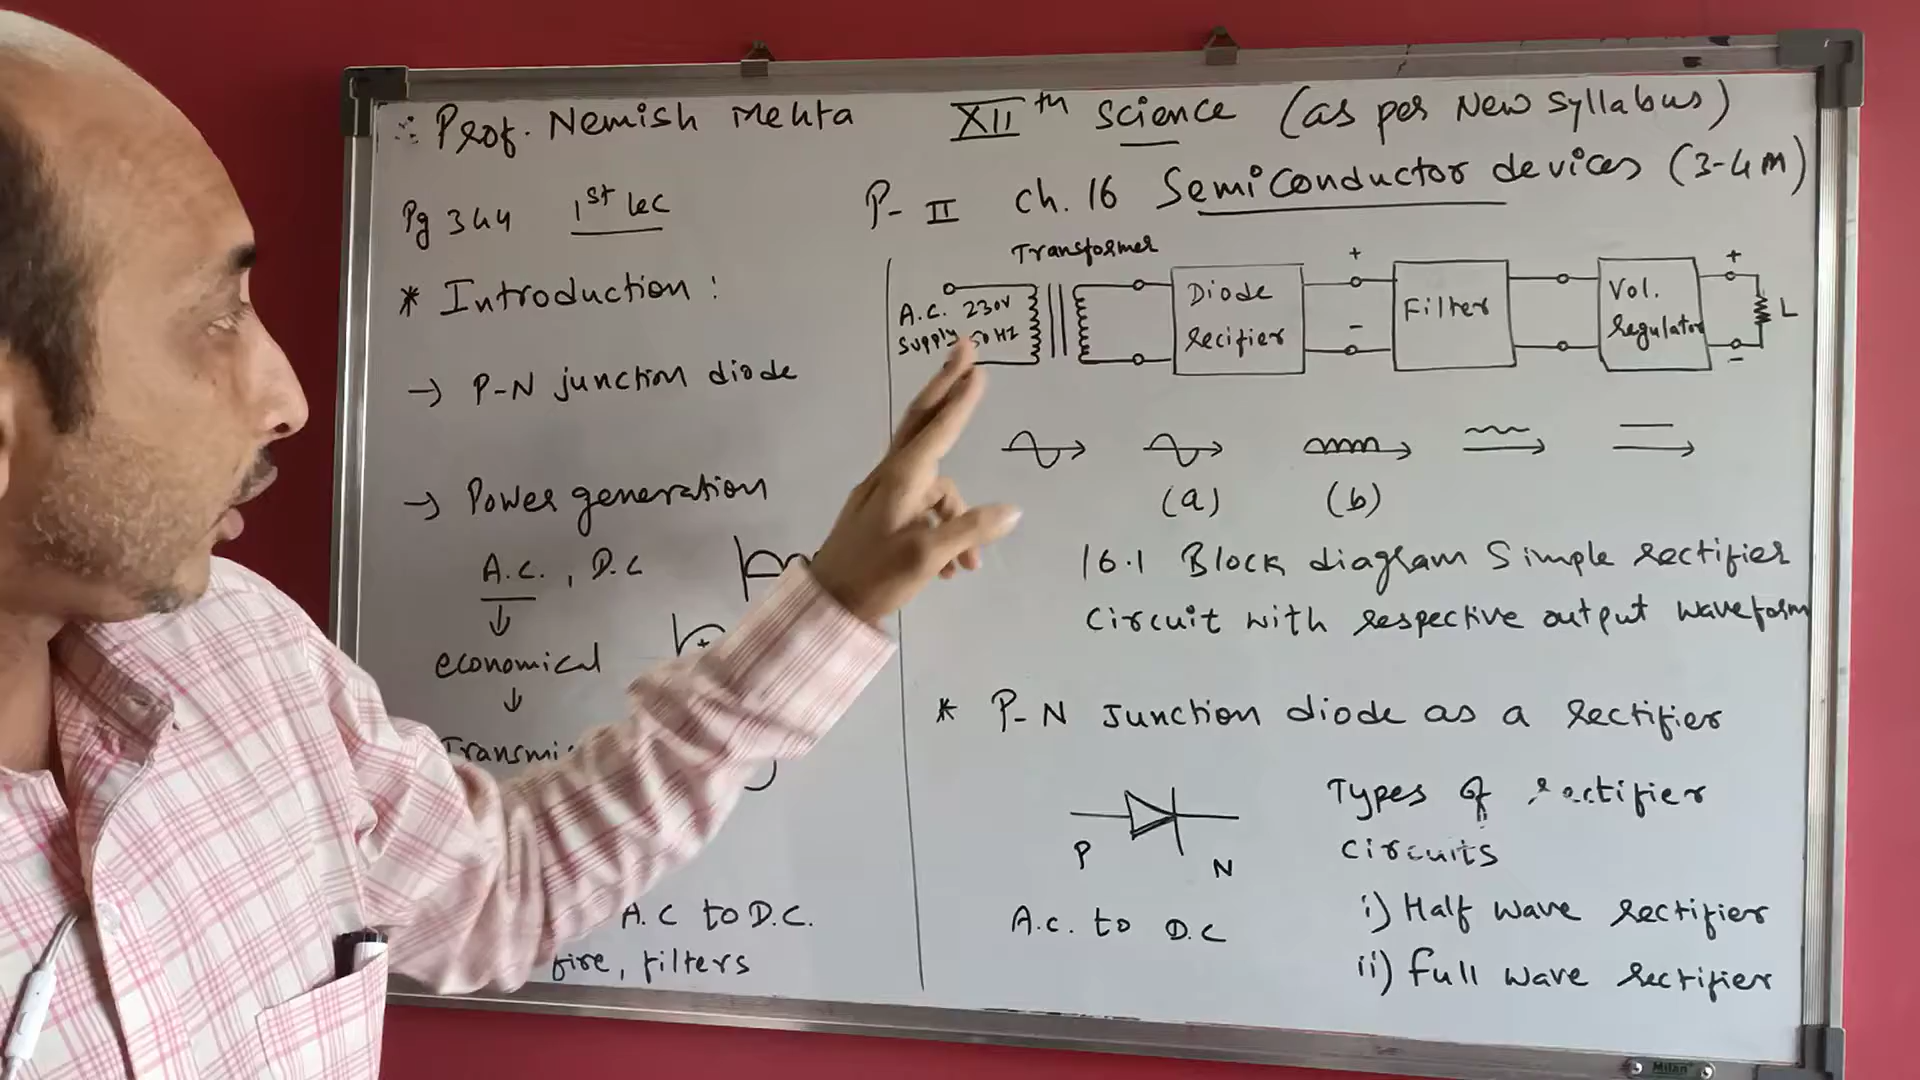 Prof. Nemish Mehta
XIIth Science (as per New Syllabus)
P-II ch. 16 Semiconductor devices (3-4M)
Pg 344 1st Lec
* Introduction :
→ P-N junction diode
→ Power generation
A.C. , D.C
↓
economical
↓
A.C to D.C.
, filters
Transformer
A.C. 230V
Supply 50HZ
Diode
Recifier
+
-
Filter
Vol.
Regulator
+
-
L
(a) (b)
16.1 Block diagram Simple rectifier
Circuit with respective output waveform
* P-N Junction diode as a rectifier
P N
A.C. to D.C
Types of rectifier
circuits
i) Half wave rectifier
ii) full wave rectifier
Milan